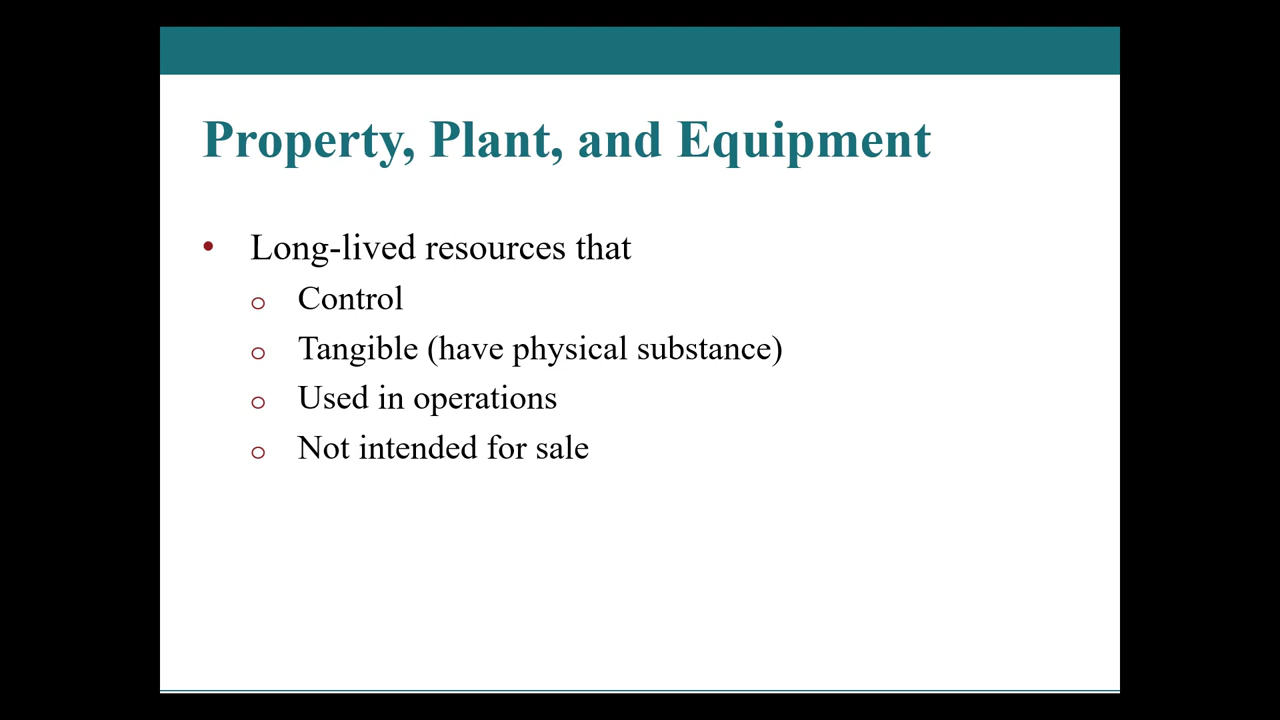 Property, Plant, and Equipment
• Long-lived resources that
o Control
o Tangible (have physical substance)
o Used in operations
o Not intended for sale